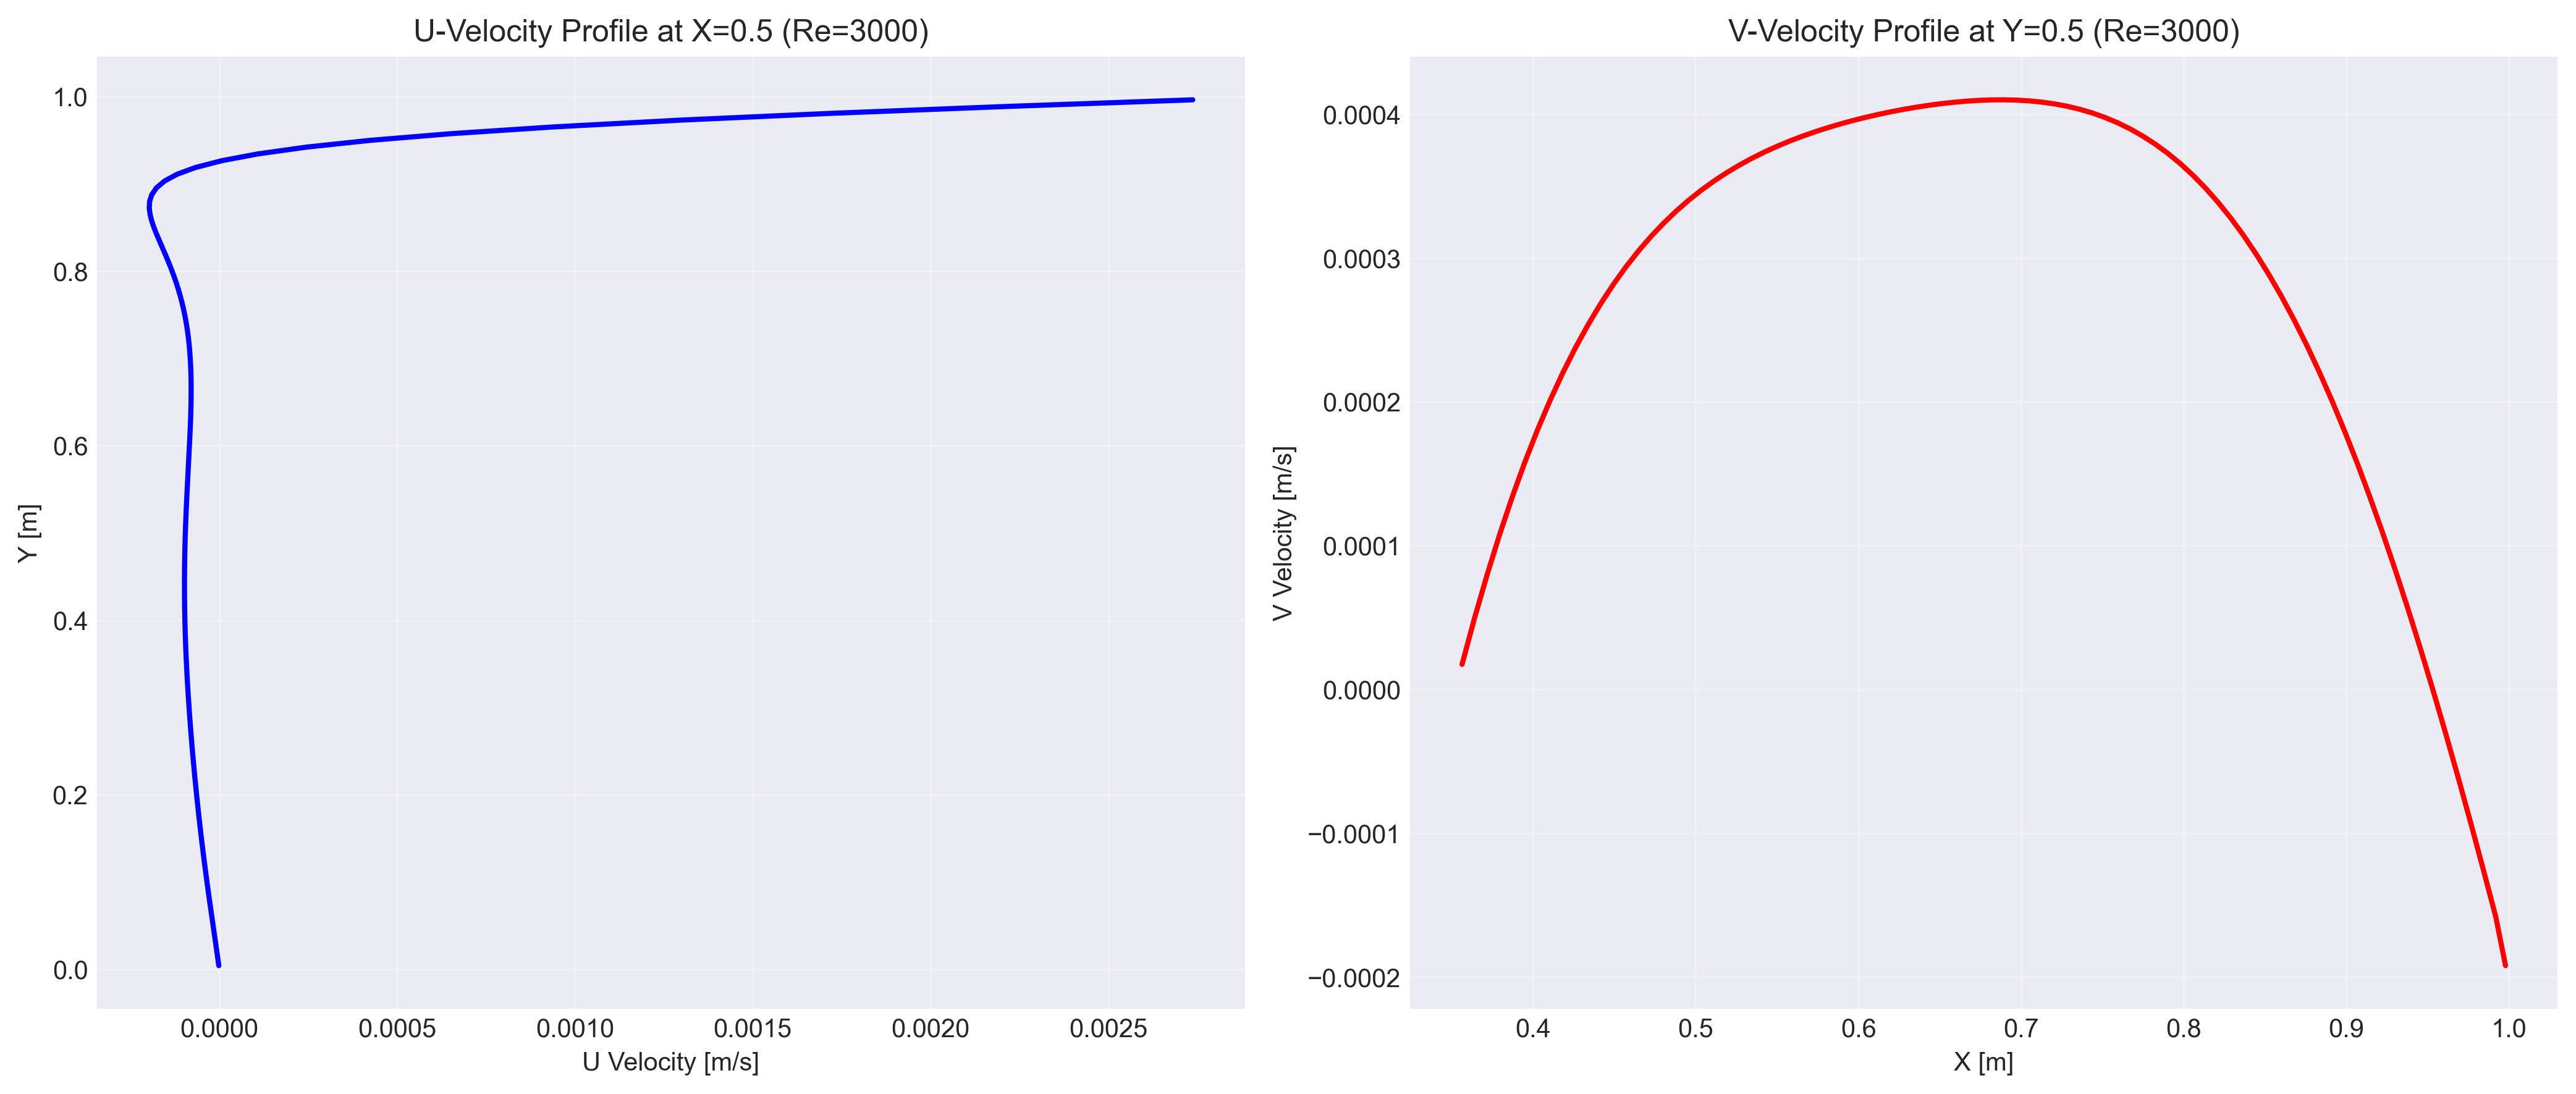 U-Velocity Profile at X=0.5 (Re=3000)
1.0
0.8
0.6
0.4
0.2
0.0
Y [m]
0.0000 0.0005 0.0010 0.0015 0.0020 0.0025
U Velocity [m/s]
V-Velocity Profile at Y=0.5 (Re=3000)
0.0004
0.0003
0.0002
0.0001
0.0000
−0.0001
−0.0002
V Velocity [m/s]
0.4 0.5 0.6 0.7 0.8 0.9 1.0
X [m]